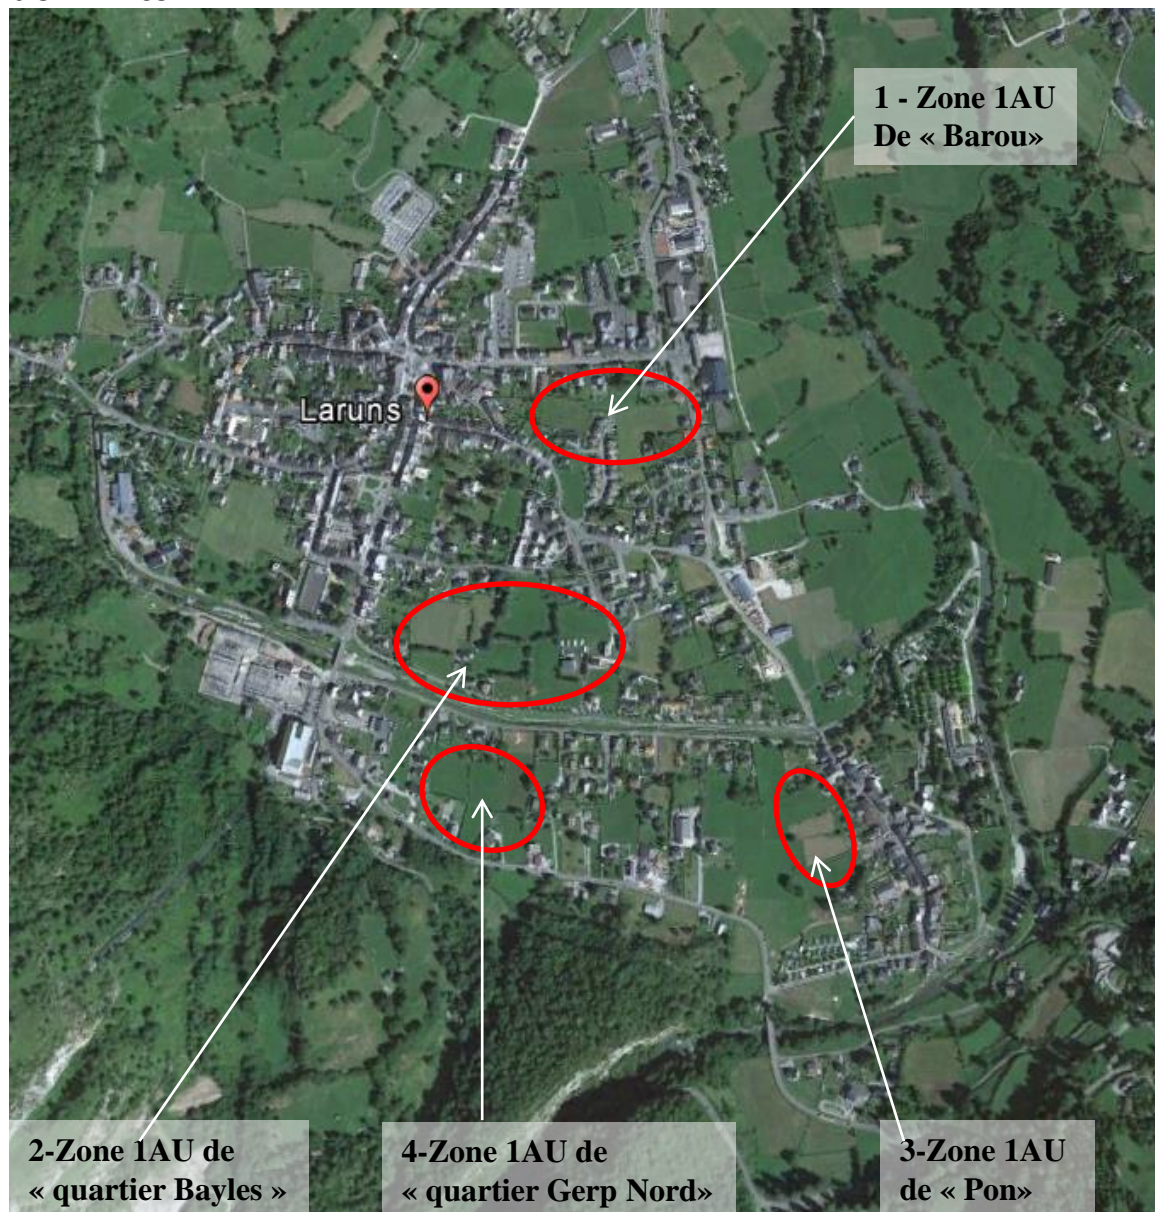 1 - Zone 1AU
De « Barou»
Laruns
2-Zone 1AU de
« quartier Bayles »
4-Zone 1AU de
« quartier Gerp Nord»
3-Zone 1AU
de « Pon»